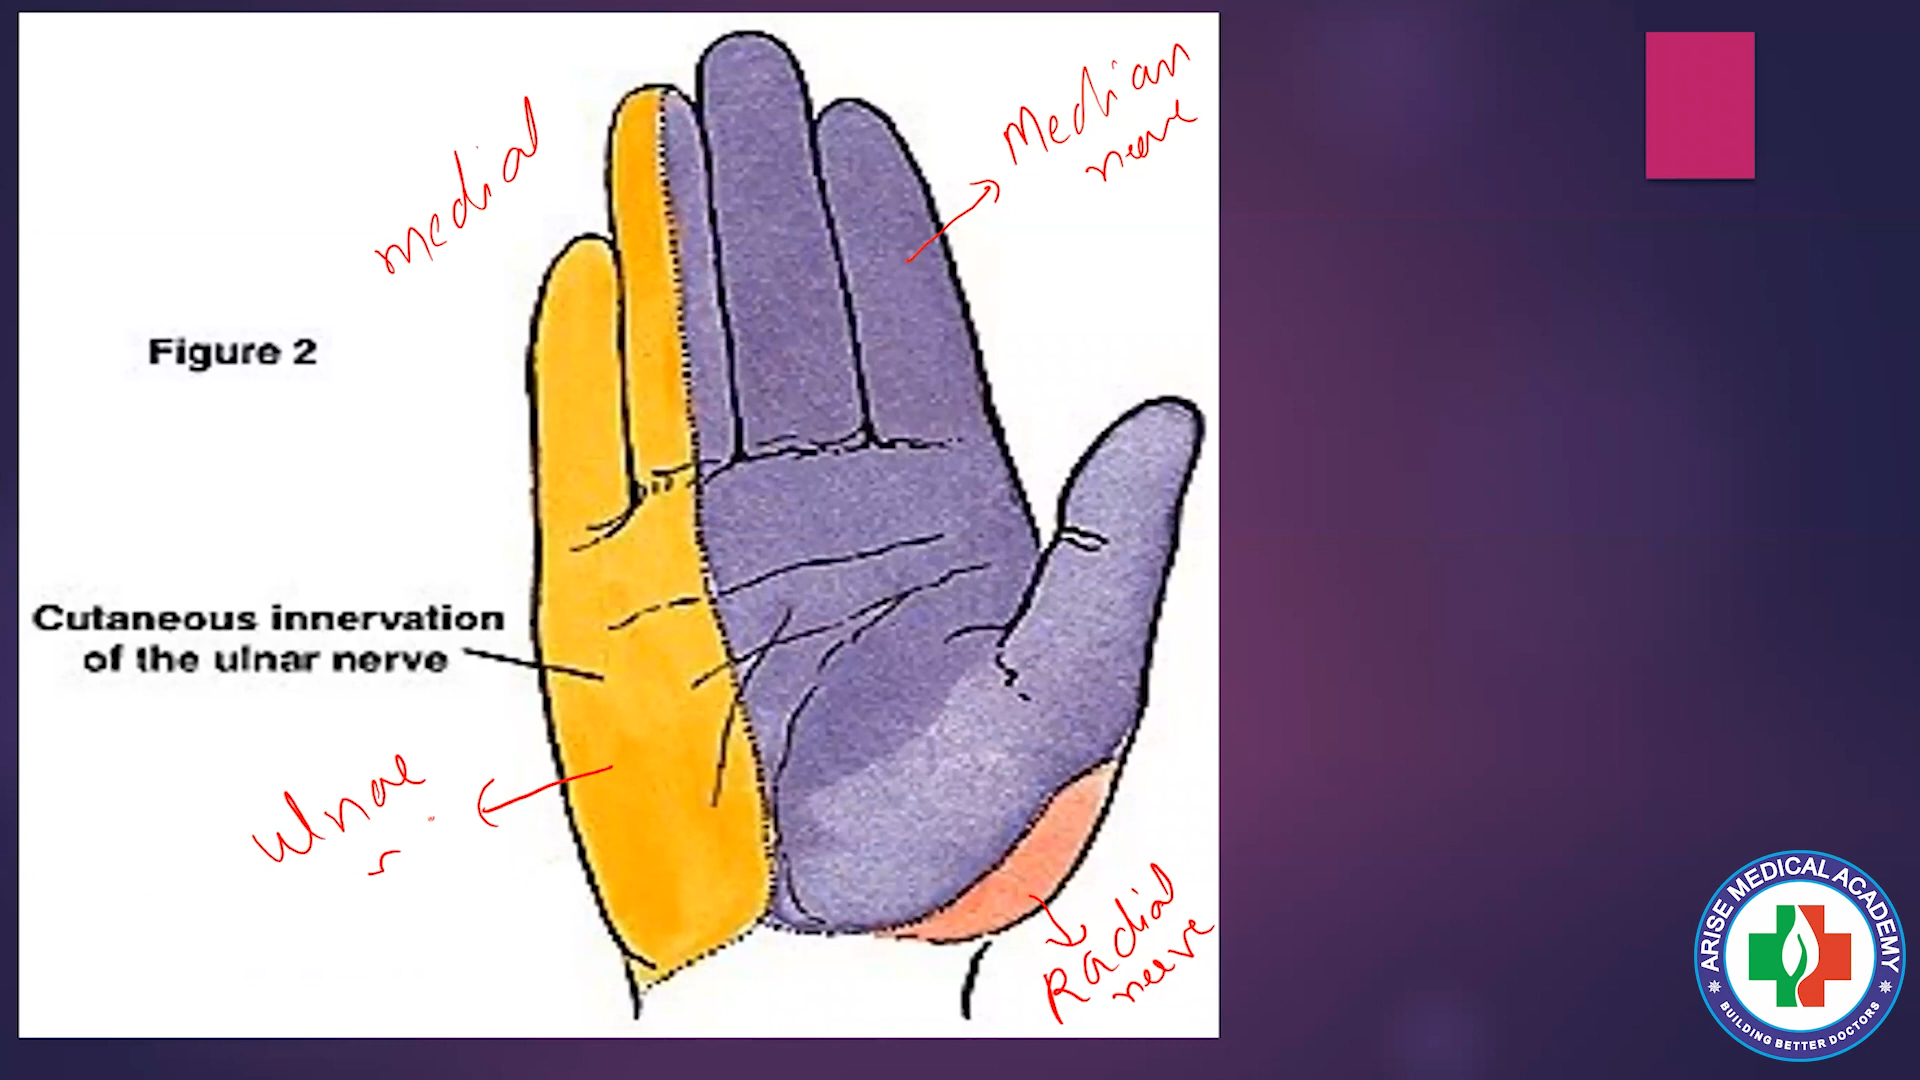 medial
Median
nerve
Figure 2
Cutaneous innervation
of the ulnar nerve
Ulnar
Radial
nerve
ARISE MEDICAL ACADEMY
BUILDING BETTER DOCTORS